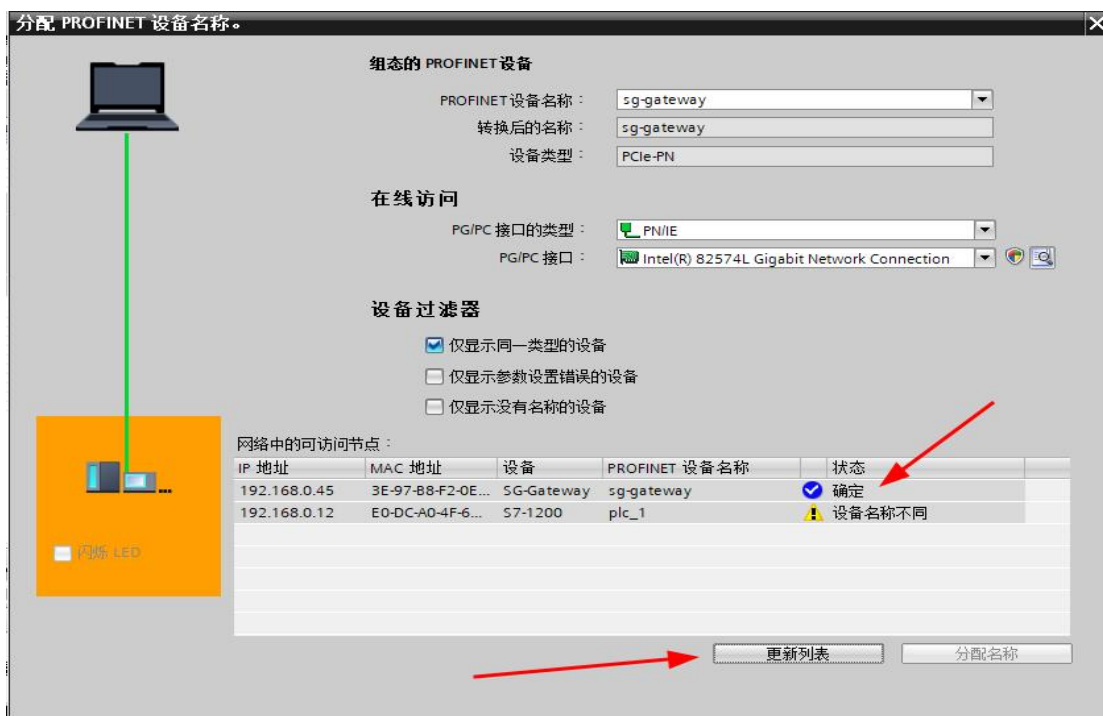 分配 PROFINET 设备名称。
组态的 PROFINET 设备
PROFINET 设备名称： sg-gateway
转换后的名称： sg-gateway
设备类型： PCIe-PN
在线访问
PG/PC 接口的类型： PN/IE
PG/PC 接口： Intel(R) 82574L Gigabit Network Connection
设备过滤器
仅显示同一类型的设备
仅显示参数设置错误的设备
仅显示没有名称的设备
网络中的可访问节点：
IP 地址 MAC 地址 设备 PROFINET 设备名称 状态
192.168.0.45 3E-97-B8-F2-0E... SG-Gateway sg-gateway 确定
192.168.0.12 E0-DC-A0-4F-6... S7-1200 plc_1 设备名称不同
闪烁 LED
更新列表 分配名称